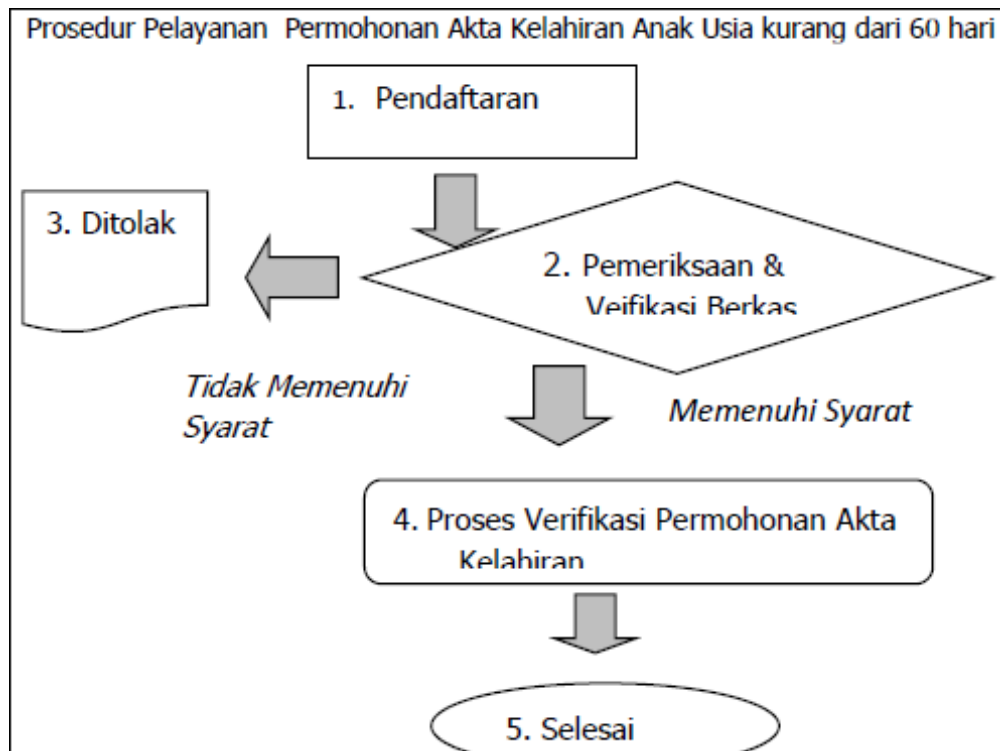 Prosedur Pelayanan Permohonan Akta Kelahiran Anak Usia kurang dari 60 hari
1. Pendaftaran
3. Ditolak
2. Pemeriksaan &
Veifikasi Berkas
Tidak Memenuhi
Syarat
Memenuhi Syarat
4. Proses Verifikasi Permohonan Akta
Kelahiran
5. Selesai